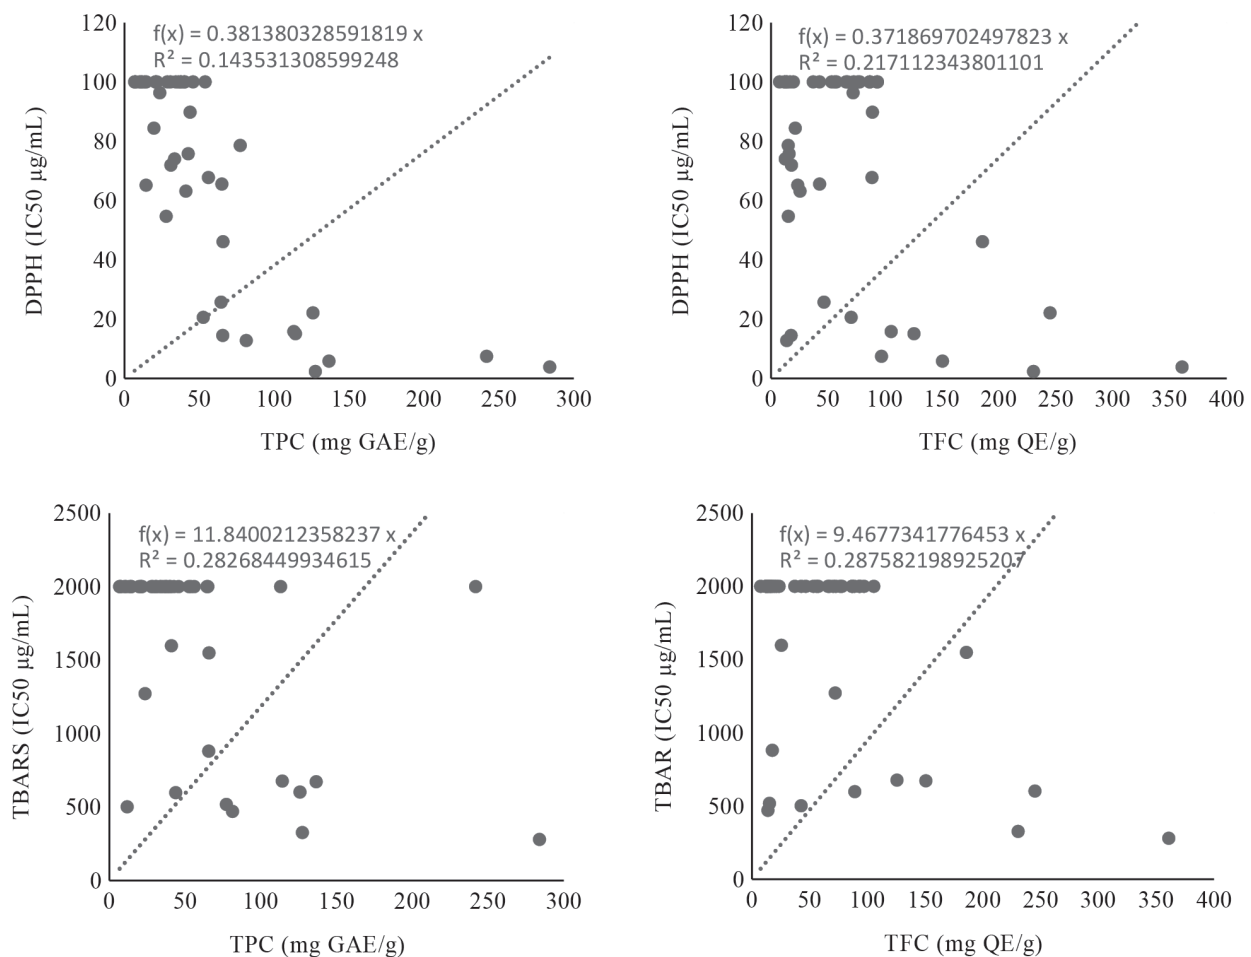 f(x) = 0.381380328591819 x
R² = 0.143531308599248
120
100
80
60
40
20
0
0 50 100 150 200 250 300
DPPH (IC50 µg/mL)
TPC (mg GAE/g)
f(x) = 0.371869702497823 x
R² = 0.217112343801101
120
100
80
60
40
20
0
0 50 100 150 200 250 300 350 400
DPPH (IC50 µg/mL)
TFC (mg QE/g)
f(x) = 11.8400212358237 x
R² = 0.28268449934615
2500
2000
1500
1000
500
0
0 50 100 150 200 250 300
TBARS (IC50 µg/mL)
TPC (mg GAE/g)
f(x) = 9.4677341776453 x
R² = 0.287582198925207
2500
2000
1500
1000
500
0
0 50 100 150 200 250 300 350 400
TBAR (IC50 µg/mL)
TFC (mg QE/g)